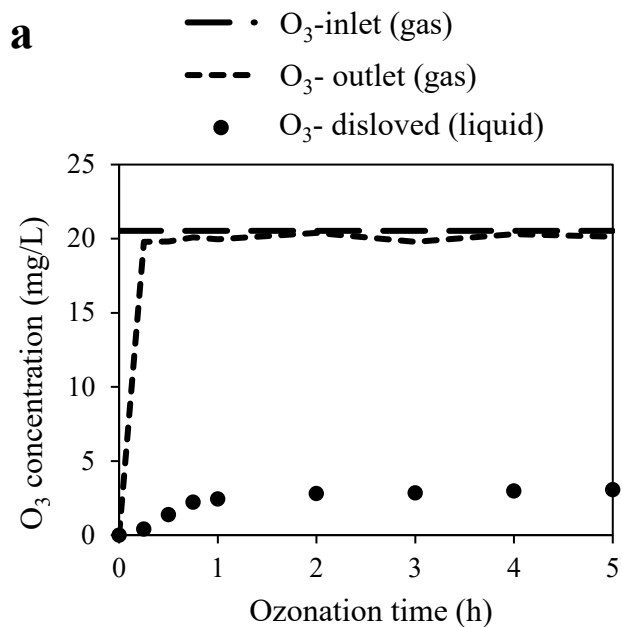 a
O₃-inlet (gas)
O₃- outlet (gas)
O₃- disloved (liquid)
25
20
15
10
5
0
O₃ concentration (mg/L)
0 1 2 3 4 5
Ozonation time (h)